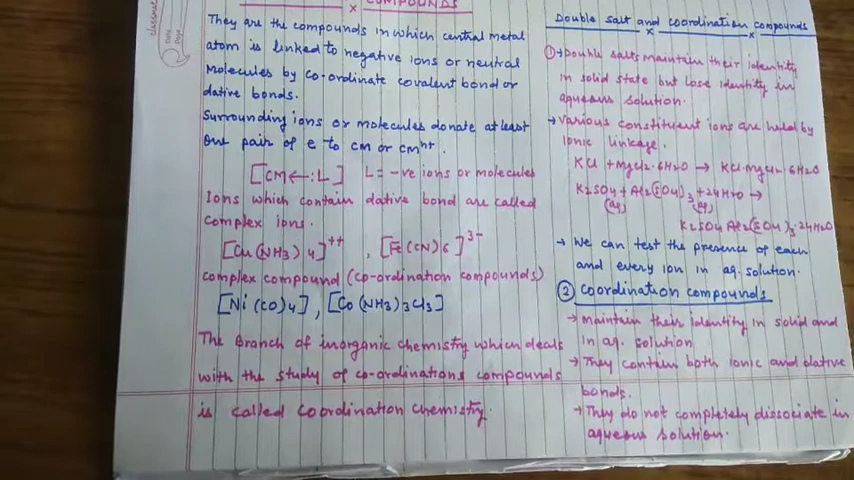 classmate
Date
Page
COMPOUNDS
They are the compounds in which central metal
atom is linked to negative ions or neutral
Molecules by co-ordinate covalent bond or
dative bonds.
Surrounding ions or molecules donate atleast
One pair of e to CM or CMⁿ⁺.
[CM←:L] L = -ve ions or molecules
Ions which contain dative bond are called
complex ions.
[Cu(NH3)4]⁺⁺, [Fe(CN)6]³⁻
complex compound (co-ordination compounds)
[Ni(CO)4], [Co(NH3)3Cl3]
The Branch of inorganic chemistry which deals
with the study of co-ordinations compounds
is called Coordination chemistry.
Double salt and coordination compounds
① → Double salts maintain their identity
in solid state but lose identity in
aqueous solution.
→ Various constituent ions are held by
Ionic linkage.
KCl + MgCl2·6H2O → KCl·MgCl2·6H2O
K2SO4 + Al2(SO4)3 + 24H2O →
(aq) (aq)
K2SO4 Al2(SO4)3·24H2O
→ We can test the presence of each
and every ion in aq. solution.
② Coordination compounds
→ Maintain their identity in solid and
in aq. solution
→ They contain both ionic and dative
bonds.
→ They do not completely dissociate in
aqueous solution.